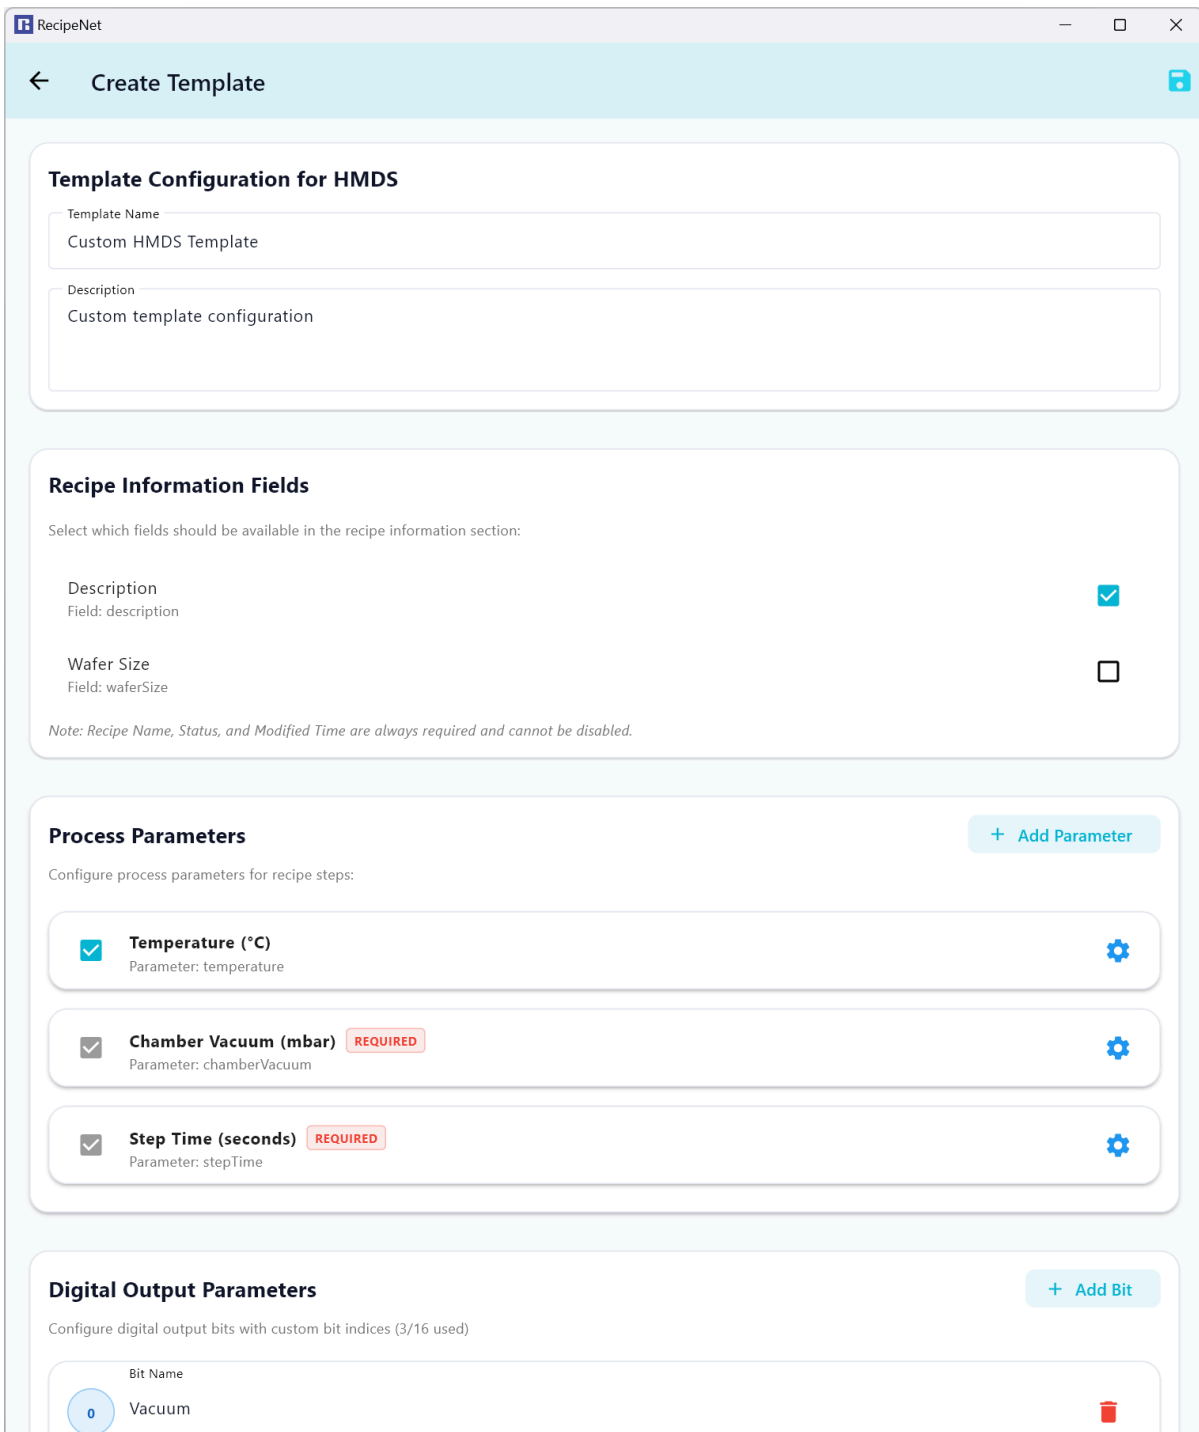 RecipeNet
Create Template
Template Configuration for HMDS
Template Name
Custom HMDS Template
Description
Custom template configuration
Recipe Information Fields
Select which fields should be available in the recipe information section:
Description
Field: description
Wafer Size
Field: waferSize
Note: Recipe Name, Status, and Modified Time are always required and cannot be disabled.
Process Parameters
+ Add Parameter
Configure process parameters for recipe steps:
Temperature (°C)
Parameter: temperature
Chamber Vacuum (mbar) REQUIRED
Parameter: chamberVacuum
Step Time (seconds) REQUIRED
Parameter: stepTime
Digital Output Parameters
+ Add Bit
Configure digital output bits with custom bit indices (3/16 used)
Bit Name
0 Vacuum